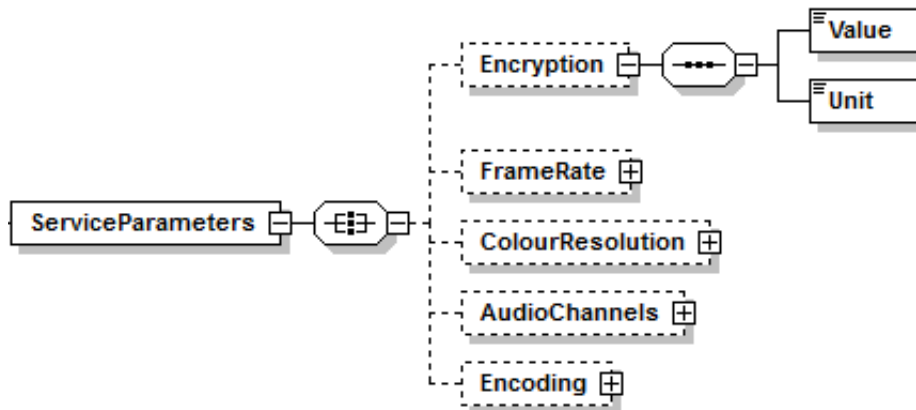 Value
Encryption
Unit
FrameRate
ServiceParameters
ColourResolution
AudioChannels
Encoding